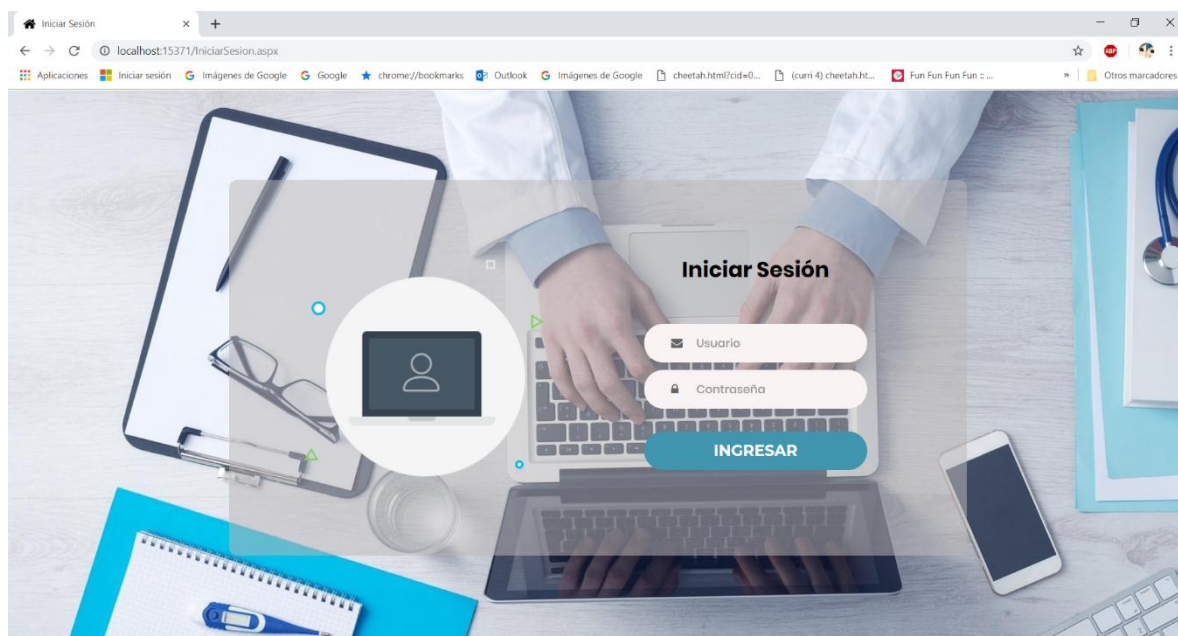 Iniciar Sesión
localhost:15371/IniciarSesion.aspx
ABP
Aplicaciones Iniciar sesión Imágenes de Google Google chrome://bookmarks Outlook Imágenes de Google cheetah.html?cid=0... (curri 4) cheetah.ht... Fun Fun Fun Fun :: ... » Otros marcadores
Iniciar Sesión
Usuario
Contraseña
INGRESAR